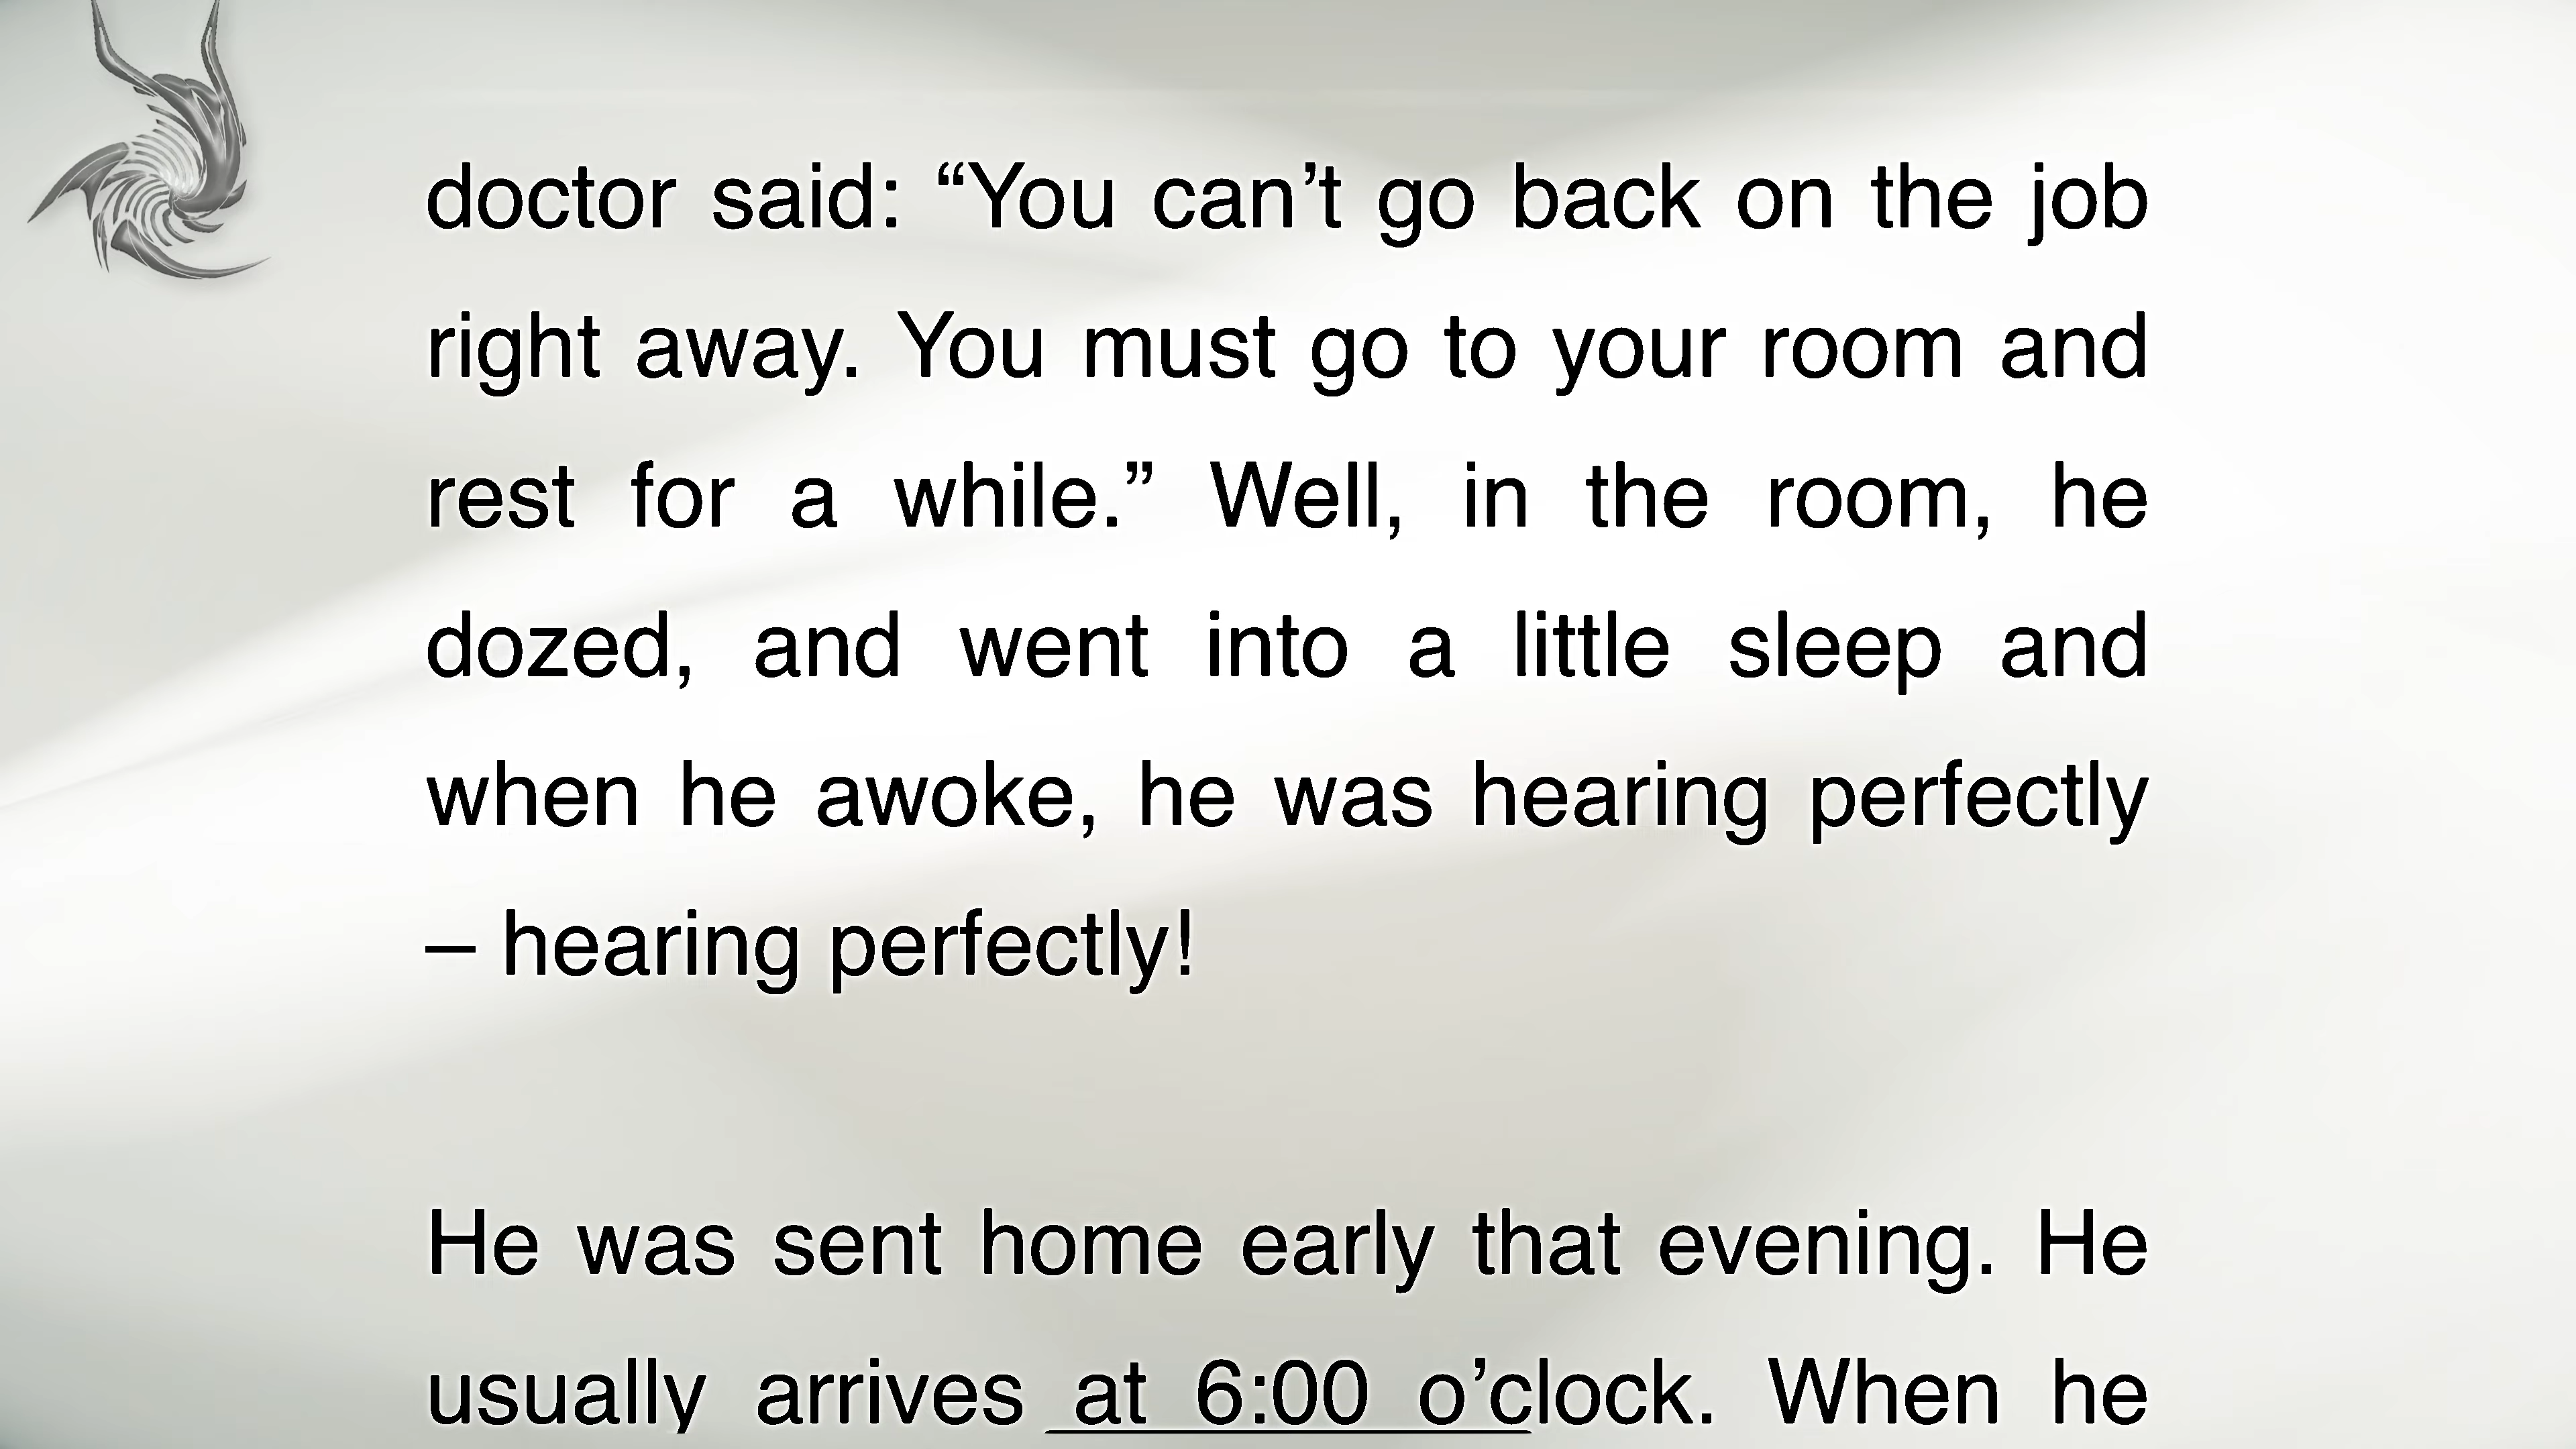 doctor said: “You can’t go back on the job
right away. You must go to your room and
rest for a while.” Well, in the room, he
dozed, and went into a little sleep and
when he awoke, he was hearing perfectly
– hearing perfectly!
He was sent home early that evening. He
usually arrives at 6:00 o’clock. When he